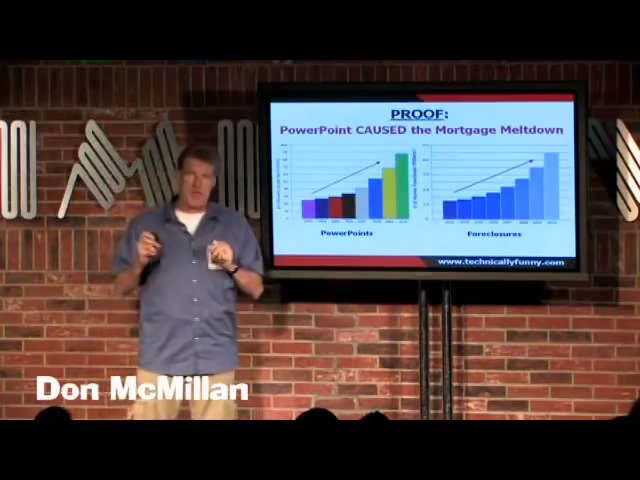 PROOF:
PowerPoint CAUSED the Mortgage Meltdown
PowerPoints
Foreclosures
www.technicallyfunny.com
Don McMillan